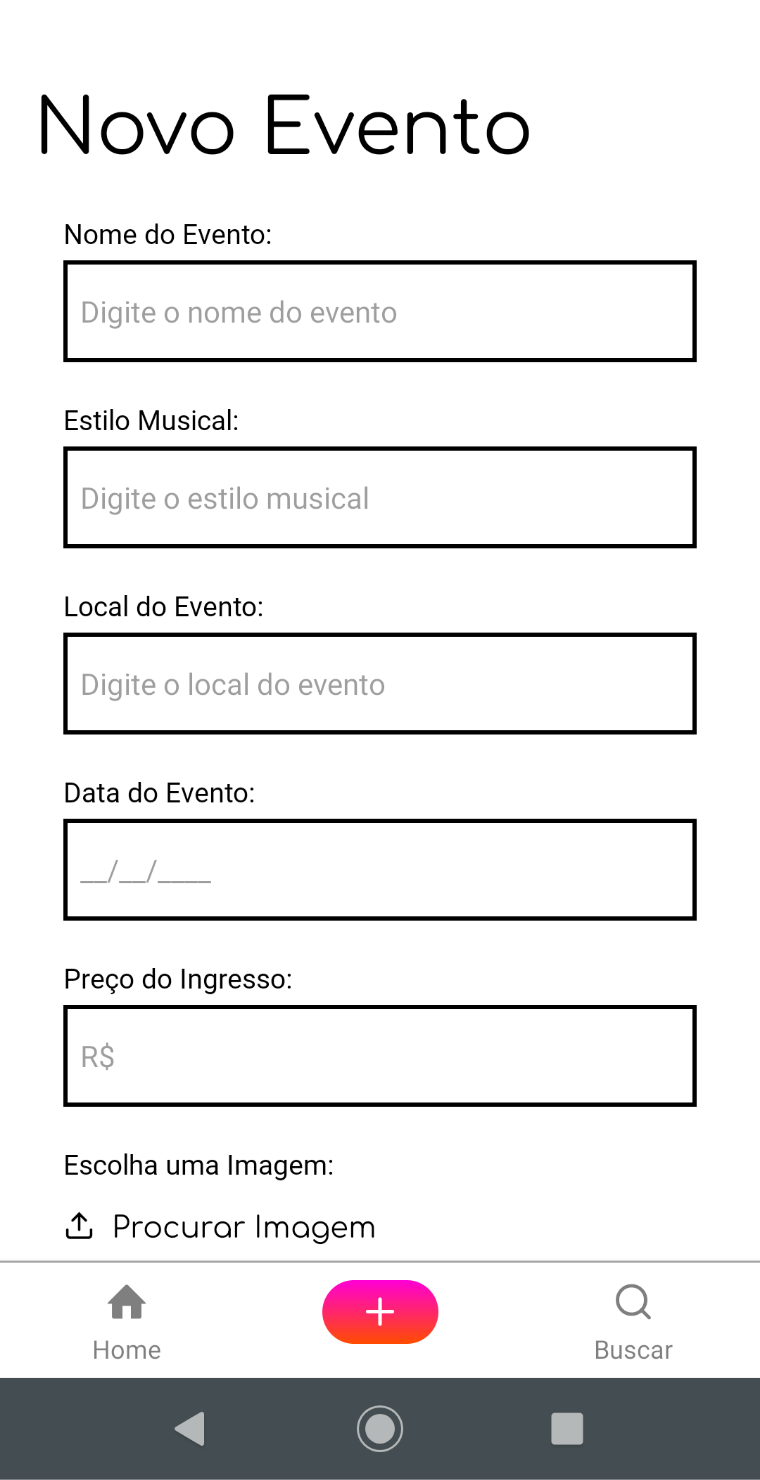 Novo Evento
Nome do Evento:
Digite o nome do evento
Estilo Musical:
Digite o estilo musical
Local do Evento:
Digite o local do evento
Data do Evento:
__/__/____
Preço do Ingresso:
R$
Escolha uma Imagem:
Procurar Imagem
Home
Buscar